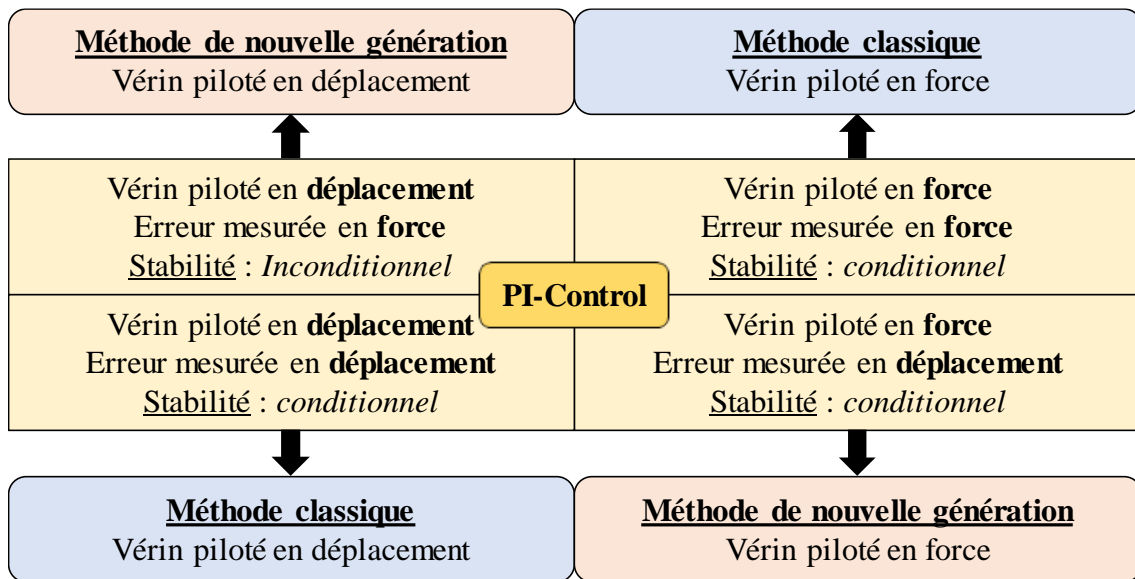 Méthode de nouvelle génération
Vérin piloté en déplacement
Méthode classique
Vérin piloté en force
Vérin piloté en déplacement
Erreur mesurée en force
Stabilité : Inconditionnel
Vérin piloté en force
Erreur mesurée en force
Stabilité : conditionnel
PI-Control
Vérin piloté en déplacement
Erreur mesurée en déplacement
Stabilité : conditionnel
Vérin piloté en force
Erreur mesurée en déplacement
Stabilité : conditionnel
Méthode classique
Vérin piloté en déplacement
Méthode de nouvelle génération
Vérin piloté en force